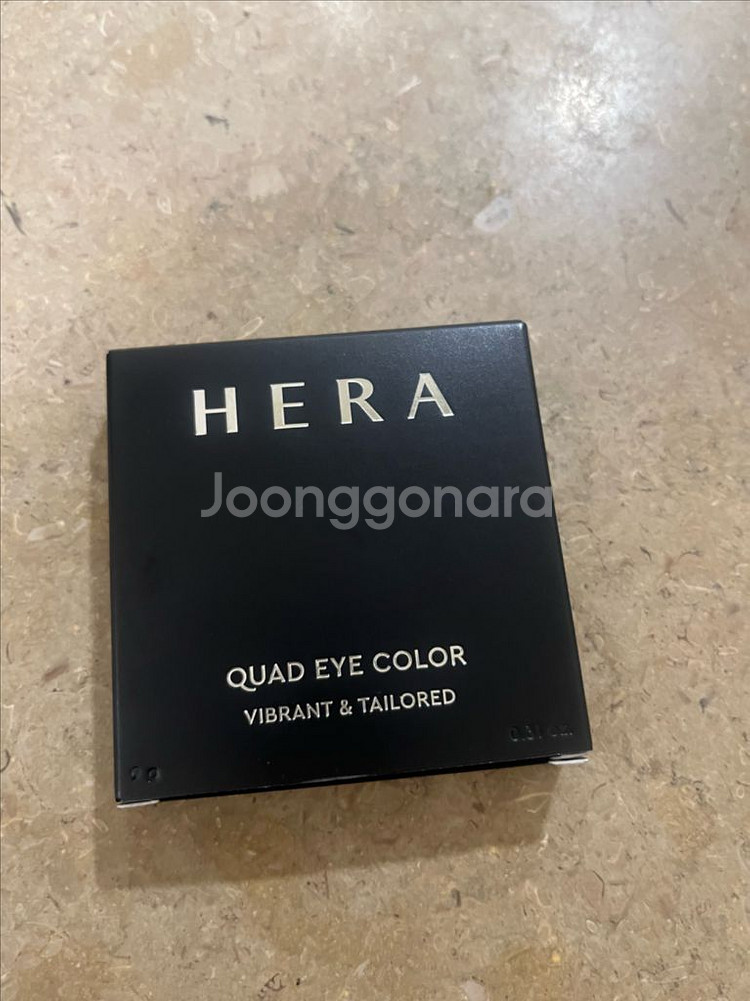 HERA
Joonggonara
QUAD EYE COLOR
VIBRANT & TAILORED